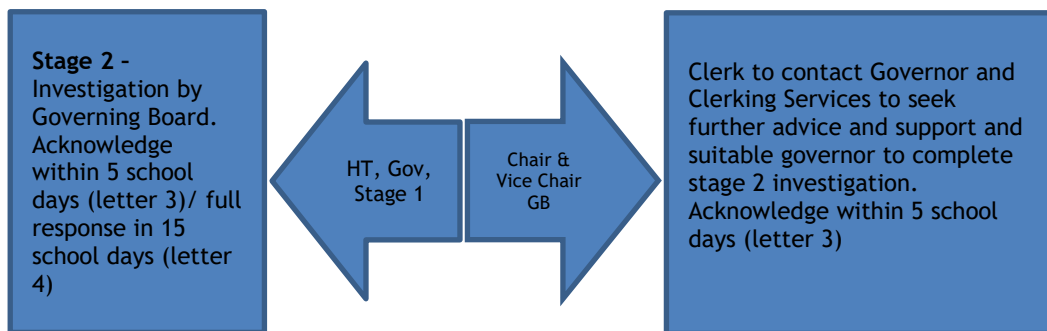 Stage 2 –
Investigation by
Governing Board.
Acknowledge
within 5 school
days (letter 3)/ full
response in 15
school days (letter
4)
HT, Gov,
Stage 1
Chair &
Vice Chair
GB
Clerk to contact Governor and
Clerking Services to seek
further advice and support and
suitable governor to complete
stage 2 investigation.
Acknowledge within 5 school
days (letter 3)